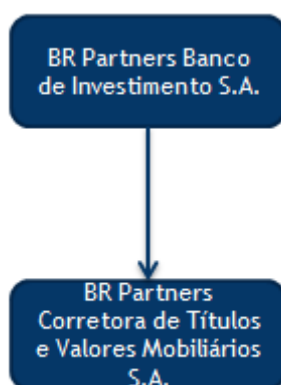 BR Partners Banco
de Investimento S.A.
BR Partners
Corretora de Títulos
e Valores Mobiliários
S.A.